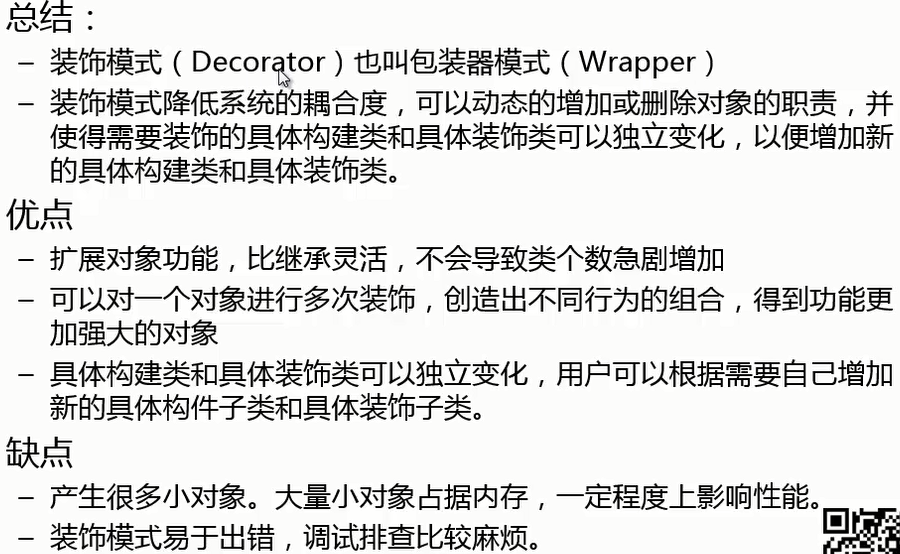 总结：
– 装饰模式（Decorator）也叫包装器模式（Wrapper）
– 装饰模式降低系统的耦合度，可以动态的增加或删除对象的职责，并
使得需要装饰的具体构建类和具体装饰类可以独立变化，以便增加新
的具体构建类和具体装饰类。
优点
– 扩展对象功能，比继承灵活，不会导致类个数急剧增加
– 可以对一个对象进行多次装饰，创造出不同行为的组合，得到功能更
加强大的对象
– 具体构建类和具体装饰类可以独立变化，用户可以根据需要自己增加
新的具体构件子类和具体装饰子类。
缺点
– 产生很多小对象。大量小对象占据内存，一定程度上影响性能。
– 装饰模式易于出错，调试排查比较麻烦。